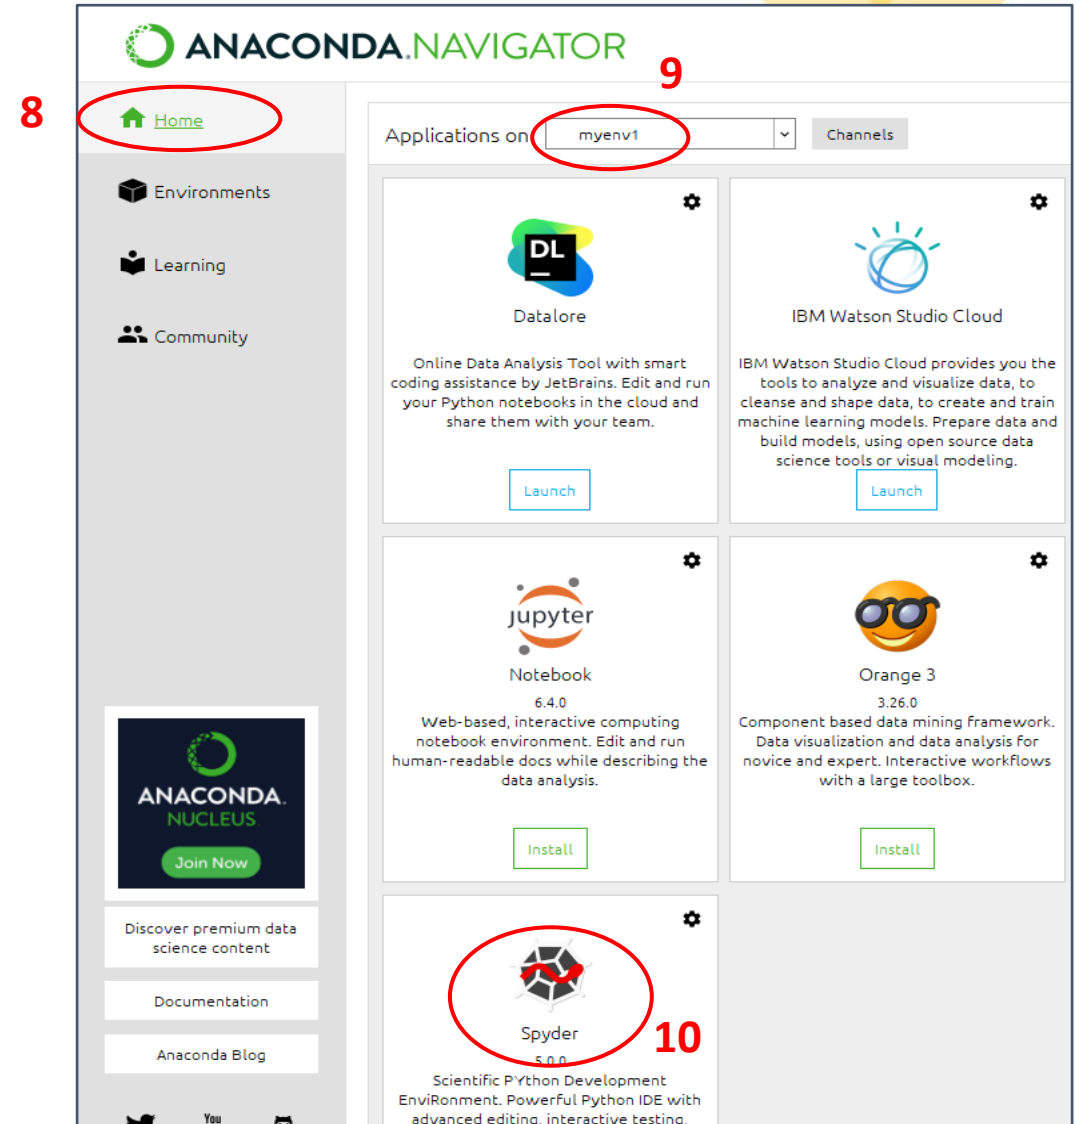 ANACONDA.NAVIGATOR
8
Home
9
Applications on
myenv1
Channels
Environments
Learning
Community
DL
Datalore
Online Data Analysis Tool with smart
coding assistance by JetBrains. Edit and run
your Python notebooks in the cloud and
share them with your team.
Launch
IBM Watson Studio Cloud
IBM Watson Studio Cloud provides you the
tools to analyze and visualize data, to
cleanse and shape data, to create and train
machine learning models. Prepare data and
build models, using open source data
science tools or visual modeling.
Launch
jupyter
Notebook
6.4.0
Web-based, interactive computing
notebook environment. Edit and run
human-readable docs while describing the
data analysis.
Install
Orange 3
3.26.0
Component based data mining framework.
Data visualization and data analysis for
novice and expert. Interactive workflows
with a large toolbox.
Install
ANACONDA.
NUCLEUS
Join Now
Discover premium data
science content
Documentation
Anaconda Blog
You
Spyder
10
5.0.0
Scientific PYthon Development
EnviRonment. Powerful Python IDE with
advanced editing, interactive testing,